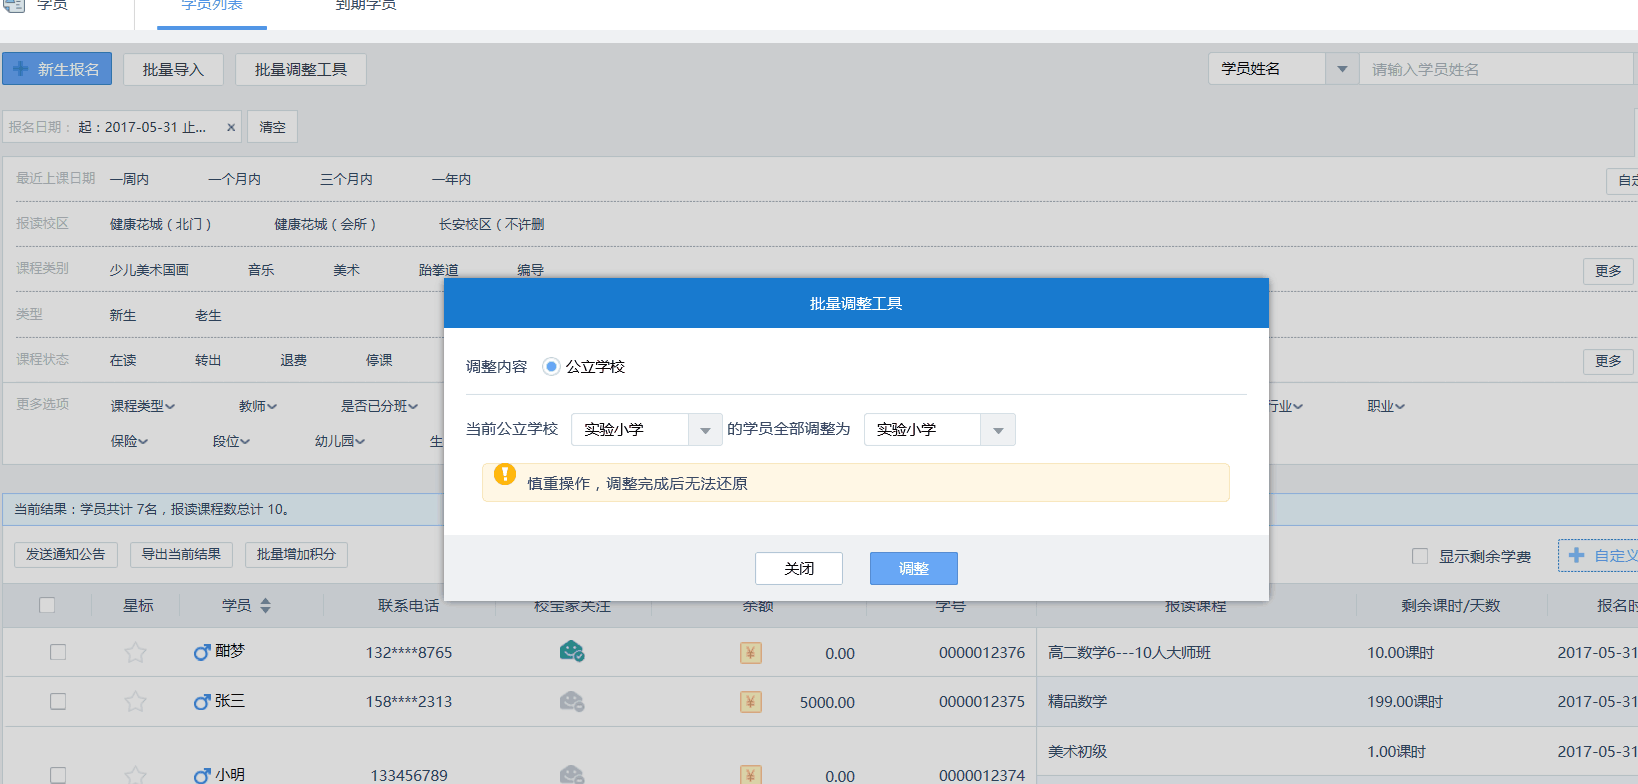 学员 学员列表 到期学员
新生报名 批量导入 批量调整工具 学员姓名 请输入学员姓名
报名日期： 起：2017-05-31 止... × 清空
最近上课日期 一周内 一个月内 三个月内 一年内
报读校区 健康花城（北门） 健康花城（会所） 长安校区（不许删
课程类别 少儿美术国画 音乐 美术 跆拳道 编导 更多
类型 新生 老生
课程状态 在读 转出 退费 停课 更多
更多选项 课程类型 教师 是否已分班 行业 职业
保险 段位 幼儿园 生
批量调整工具
调整内容 公立学校
当前公立学校 实验小学 的学员全部调整为 实验小学
慎重操作，调整完成后无法还原
关闭 调整
当前结果：学员共计 7名，报读课程数总计 10。
发送通知公告 导出当前结果 批量增加积分 显示剩余学费 自定义
星标 学员 联系电话 校宝家关注 余额 学号 报读课程 剩余课时/天数 报名时
酣梦 132****8765 ¥ 0.00 0000012376 高二数学6---10人大师班 10.00课时 2017-05-31
张三 158****2313 ¥ 5000.00 0000012375 精品数学 199.00课时 2017-05-31
美术初级 1.00课时 2017-05-31
小明 133456789 ¥ 0.00 0000012374